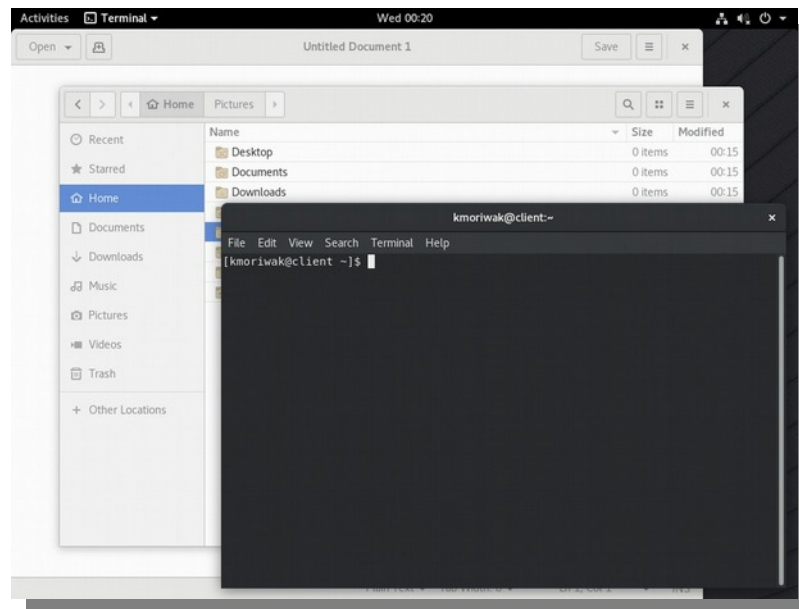 Activities Terminal Wed 00:20
Open Untitled Document 1 Save
Home Pictures
Name Size Modified
Recent
Desktop 0 items 00:15
Starred
Documents 0 items 00:15
Home
Downloads 0 items 00:15
kmoriwak@client:~
Documents
File Edit View Search Terminal Help
Downloads
[kmoriwak@client ~]$
Music
Pictures
Videos
Trash
+ Other Locations